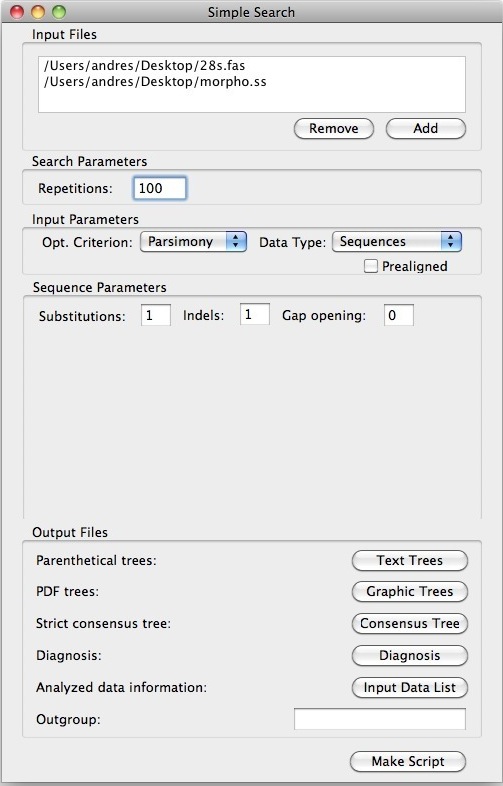 Simple Search
Input Files
/Users/andres/Desktop/28s.fas
/Users/andres/Desktop/morpho.ss
Remove Add
Search Parameters
Repetitions: 100
Input Parameters
Opt. Criterion: Parsimony Data Type: Sequences
Prealigned
Sequence Parameters
Substitutions: 1 Indels: 1 Gap opening: 0
Output Files
Parenthetical trees: Text Trees
PDF trees: Graphic Trees
Strict consensus tree: Consensus Tree
Diagnosis: Diagnosis
Analyzed data information: Input Data List
Outgroup:
Make Script